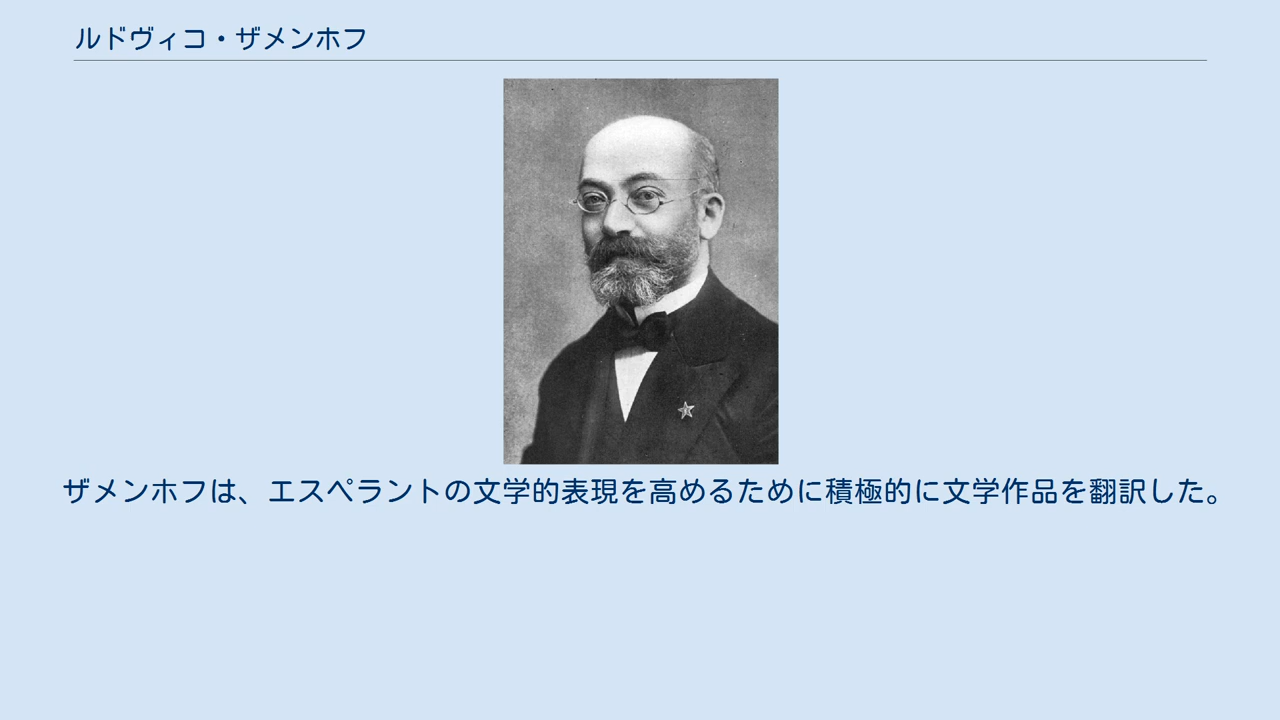 ルドヴィコ・ザメンホフ
ザメンホフは、エスペラントの文学的表現を高めるために積極的に文学作品を翻訳した。